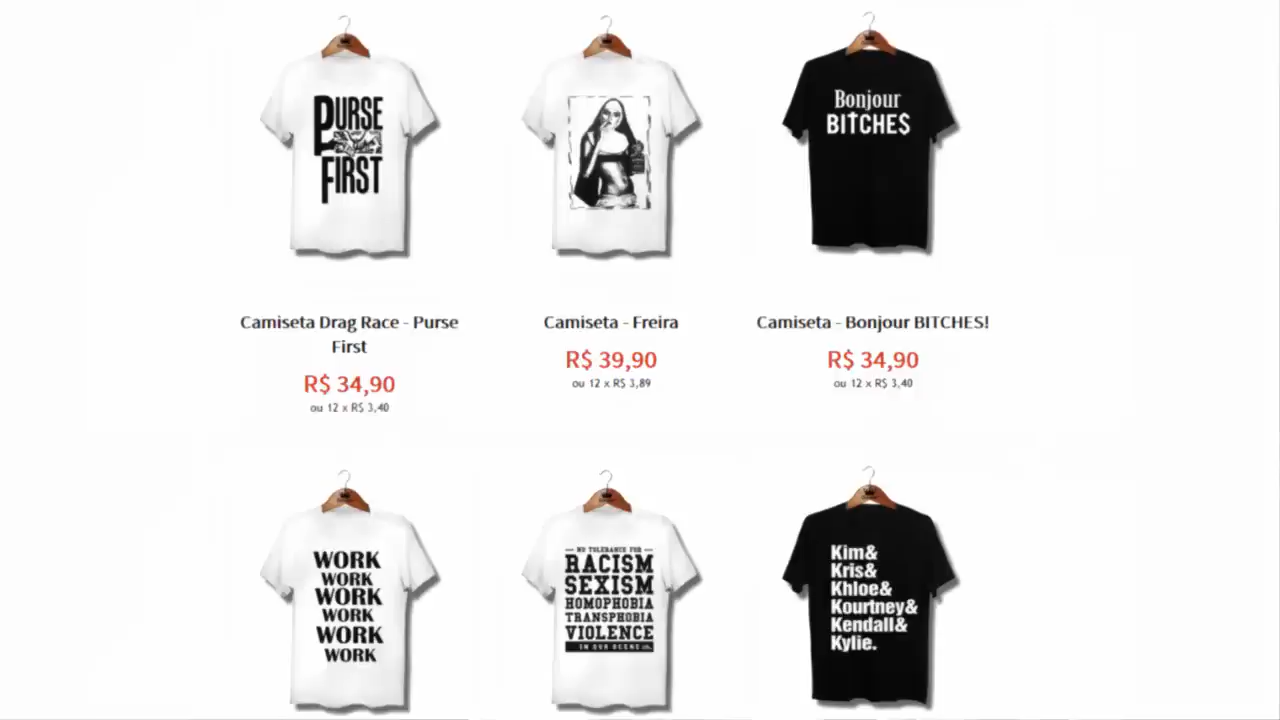 PURSE
FIRST
Bonjour
BITCHE$
Camiseta Drag Race - Purse
First
R$ 34,90
ou 12 x R$ 3,40
Camiseta - Freira
R$ 39,90
ou 12 x R$ 3,89
Camiseta - Bonjour BITCHES!
R$ 34,90
ou 12 x R$ 3,40
WORK
WORK
WORK
WORK
WORK
WORK
NO TOLERANCE FOR
RACISM
SEXISM
HOMOPHOBIA
TRANSPHOBIA
VIOLENCE
IN OUR SCENE
Kim&
Kris&
Khloe&
Kourtney&
Kendall&
Kylie.